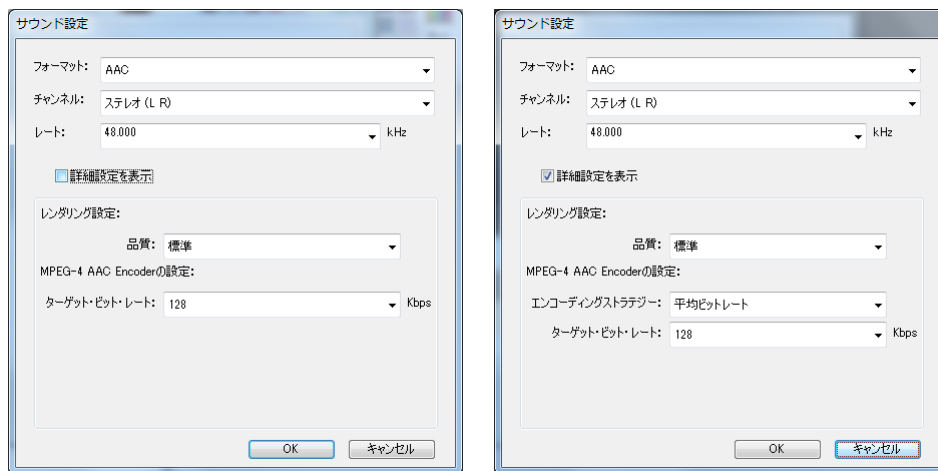 サウンド設定
フォーマット: AAC
チャンネル: ステレオ (L R)
レート: 48.000 kHz
詳細設定を表示
レンダリング設定:
品質: 標準
MPEG-4 AAC Encoderの設定:
ターゲット・ビット・レート: 128 Kbps
OK キャンセル
サウンド設定
フォーマット: AAC
チャンネル: ステレオ (L R)
レート: 48.000 kHz
詳細設定を表示
レンダリング設定:
品質: 標準
MPEG-4 AAC Encoderの設定:
エンコーディングストラテジー: 平均ビットレート
ターゲット・ビット・レート: 128 Kbps
OK キャンセル